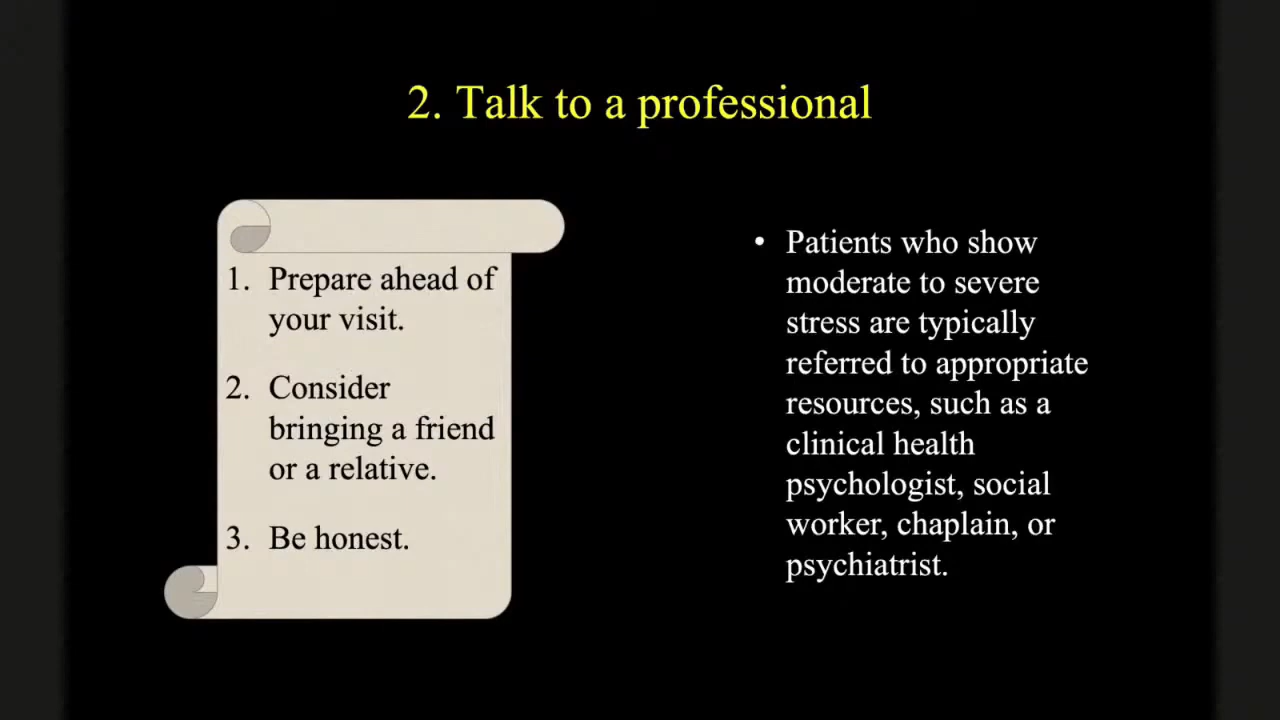 2. Talk to a professional
1. Prepare ahead of
your visit.
2. Consider
bringing a friend
or a relative.
3. Be honest.
• Patients who show
moderate to severe
stress are typically
referred to appropriate
resources, such as a
clinical health
psychologist, social
worker, chaplain, or
psychiatrist.